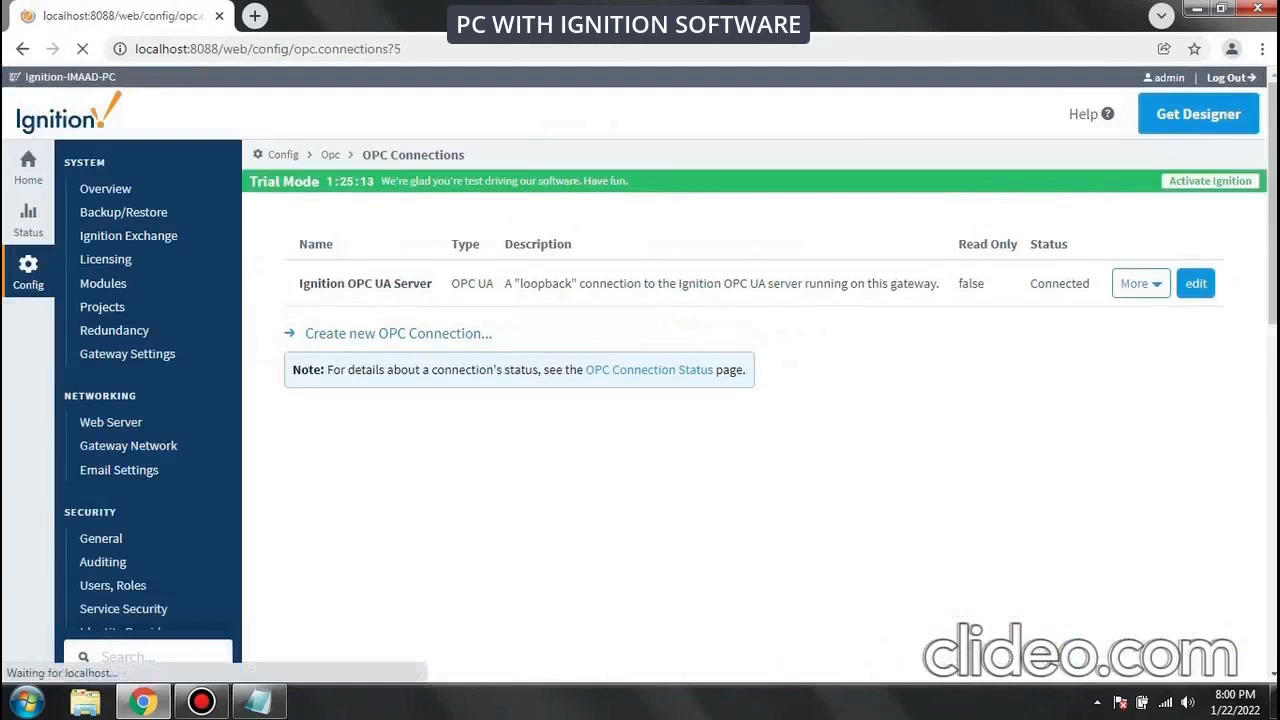 localhost:8088/web/config/opc.c
PC WITH IGNITION SOFTWARE
localhost:8088/web/config/opc.connections?5
Ignition-IMAAD-PC
admin | Log Out
Ignition!
Help ?
Get Designer
Home
Status
Config
SYSTEM
Overview
Backup/Restore
Ignition Exchange
Licensing
Modules
Projects
Redundancy
Gateway Settings
NETWORKING
Web Server
Gateway Network
Email Settings
SECURITY
General
Auditing
Users, Roles
Service Security
Search...
Waiting for localhost...
Config > Opc > OPC Connections
Trial Mode 1:25:13 We're glad you're test driving our software. Have fun.
Activate Ignition
Name Type Description Read Only Status
Ignition OPC UA Server OPC UA A "loopback" connection to the Ignition OPC UA server running on this gateway. false Connected More edit
Create new OPC Connection...
Note: For details about a connection's status, see the OPC Connection Status page.
clideo.com
8:00 PM
1/22/2022